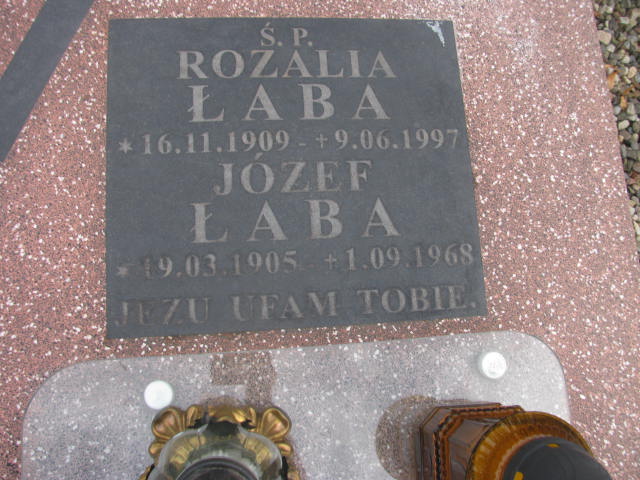 Ś. P.
ROZALIA
ŁABA
*16.11.1909 - +9.06.1997
JÓZEF
ŁABA
*19.03.1905 - +1.09.1968
JEZU UFAM TOBIE.